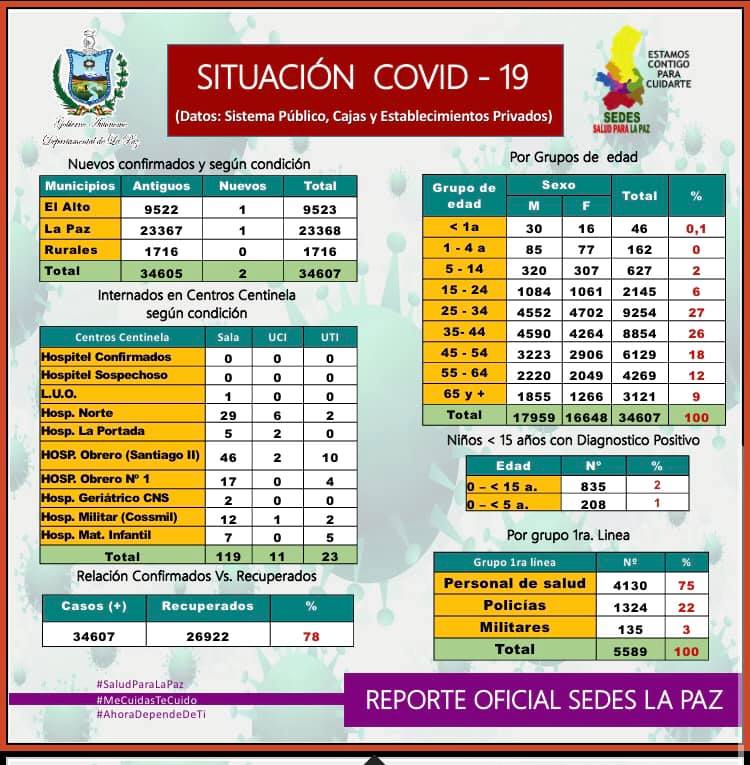 Gobierno Autónomo
Departamental de La Paz
SITUACIÓN COVID - 19
(Datos: Sistema Público, Cajas y Establecimientos Privados)
ESTAMOS
CONTIGO
PARA
CUIDARTE
SEDES
SALUD PARA LA PAZ
Nuevos confirmados y según condición
Municipios Antiguos Nuevos Total
El Alto 9522 1 9523
La Paz 23367 1 23368
Rurales 1716 0 1716
Total 34605 2 34607
Internados en Centros Centinela
según condición
Centros Centinela Sala UCI UTI
Hospitel Confirmados 0 0 0
Hospitel Sospechoso 0 0 0
L.U.O. 1 0 0
Hosp. Norte 29 6 2
Hosp. La Portada 5 2 0
HOSP. Obrero (Santiago II) 46 2 10
HOSP. Obrero Nº 1 17 0 4
Hosp. Geriátrico CNS 2 0 0
Hosp. Militar (Cossmil) 12 1 2
Hosp. Mat. Infantil 7 0 5
Total 119 11 23
Relación Confirmados Vs. Recuperados
Casos (+) Recuperados %
34607 26922 78
Por Grupos de edad
Grupo de edad Sexo Total %
M F
< 1a 30 16 46 0,1
1 - 4 a 85 77 162 0
5 - 14 320 307 627 2
15 - 24 1084 1061 2145 6
25 - 34 4552 4702 9254 27
35- 44 4590 4264 8854 26
45 - 54 3223 2906 6129 18
55 - 64 2220 2049 4269 12
65 y + 1855 1266 3121 9
Total 17959 16648 34607 100
Niños < 15 años con Diagnostico Positivo
Edad Nº %
0 – < 15 a. 835 2
0 – < 5 a. 208 1
Por grupo 1ra. Linea
Grupo 1ra línea Nº %
Personal de salud 4130 75
Policías 1324 22
Militares 135 3
Total 5589 100
#SaludParaLaPaz
#MeCuidasTeCuido
#AhoraDependeDeTi
REPORTE OFICIAL SEDES LA PAZ